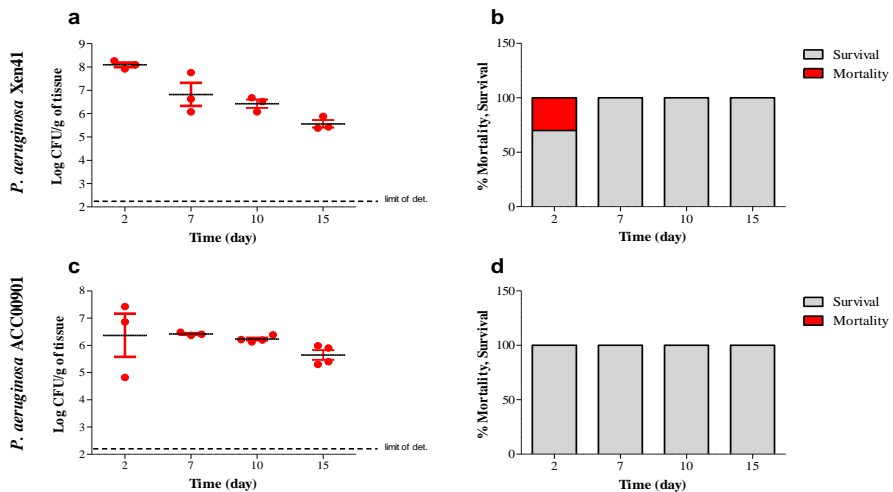 a
b
P. aeruginosa Xen41
Log CFU/g of tissue
9
8
7
6
5
4
3
2
limit of det.
2
7
10
15
Time (day)
% Mortality, Survival
150
100
50
0
2
7
10
15
Time (day)
Survival
Mortality
c
d
P. aeruginosa ACC00901
Log CFU/g of tissue
8
7
6
5
4
3
2
limit of det.
2
7
10
15
Time (day)
% Mortality, Survival
150
100
50
0
2
7
10
15
Time (day)
Survival
Mortality